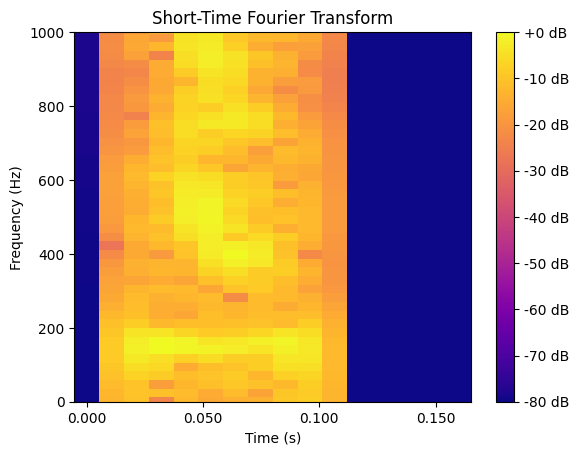 Short-Time Fourier Transform
1000
800
600
400
200
0
Frequency (Hz)
0.000
0.050
0.100
0.150
Time (s)
+0 dB
-10 dB
-20 dB
-30 dB
-40 dB
-50 dB
-60 dB
-70 dB
-80 dB